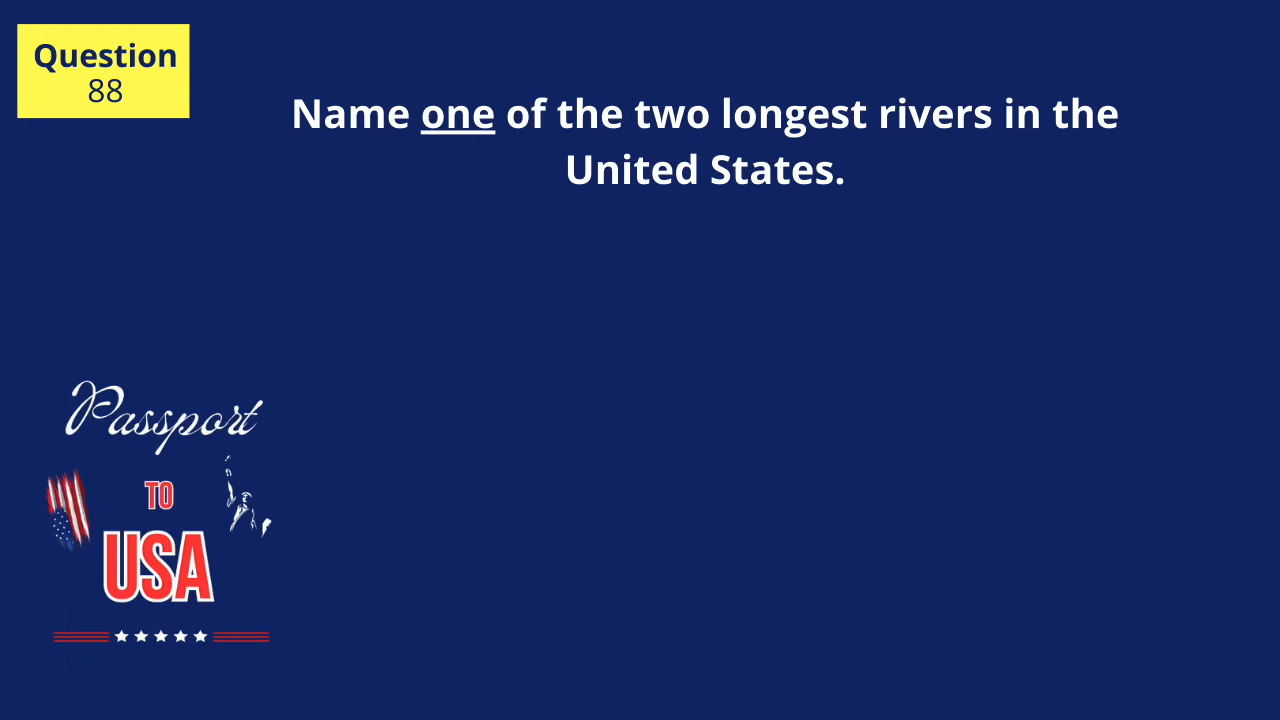 Question
88
Name one of the two longest rivers in the
United States.
Passport
TO
USA